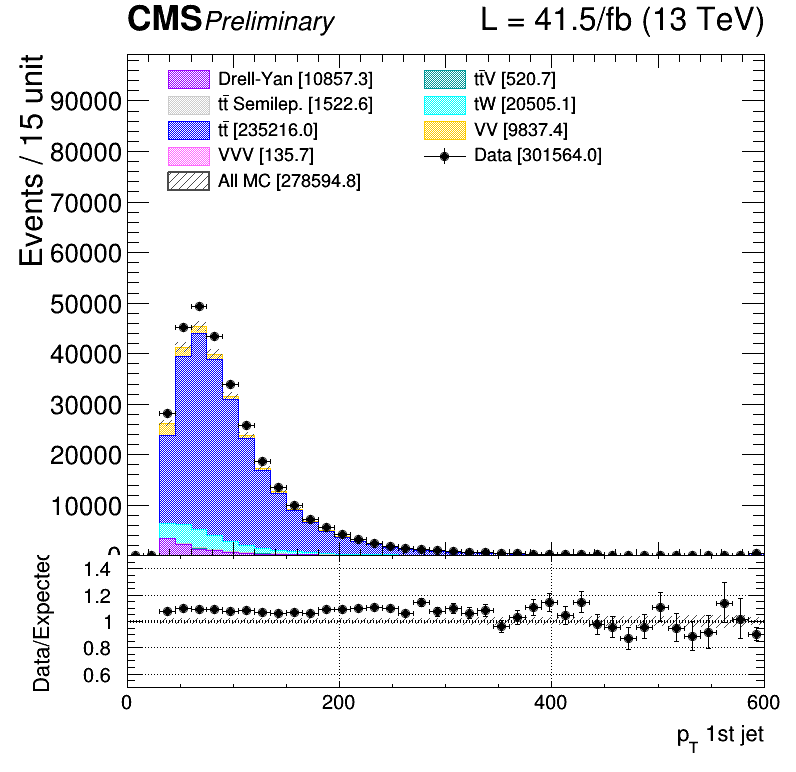 CMS Preliminary L = 41.5/fb (13 TeV)
Events / 15 unit
Drell-Yan [10857.3]
tt̄ Semilep. [1522.6]
tt̄ [235216.0]
VVV [135.7]
All MC [278594.8]
tt̄V [520.7]
tW [20505.1]
VV [9837.4]
Data [301564.0]
90000
80000
70000
60000
50000
40000
30000
20000
10000
0
Data/Expected
1.4
1.2
1
0.8
0.6
0 200 400 600
p_T 1st jet